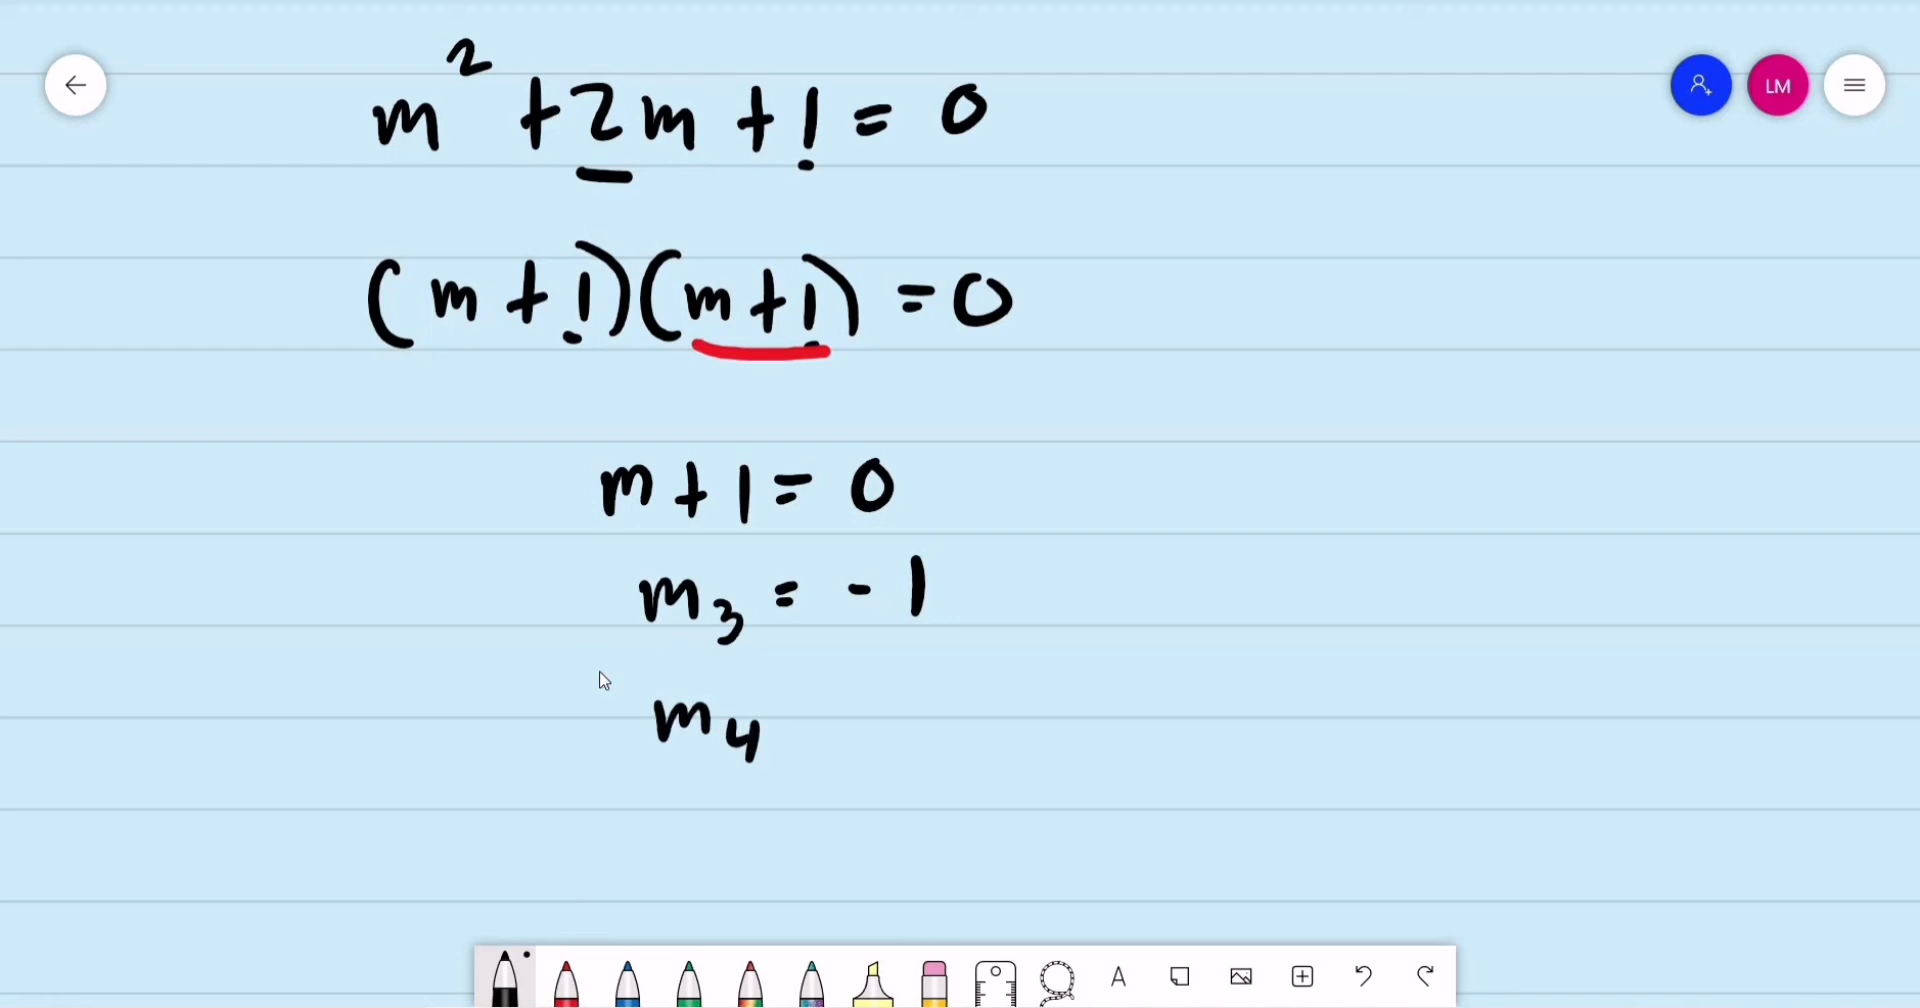 m² + 2m + 1 = 0
LM
(m + 1)(m + 1) = 0
m + 1 = 0
m₃ = - 1
m₄
A